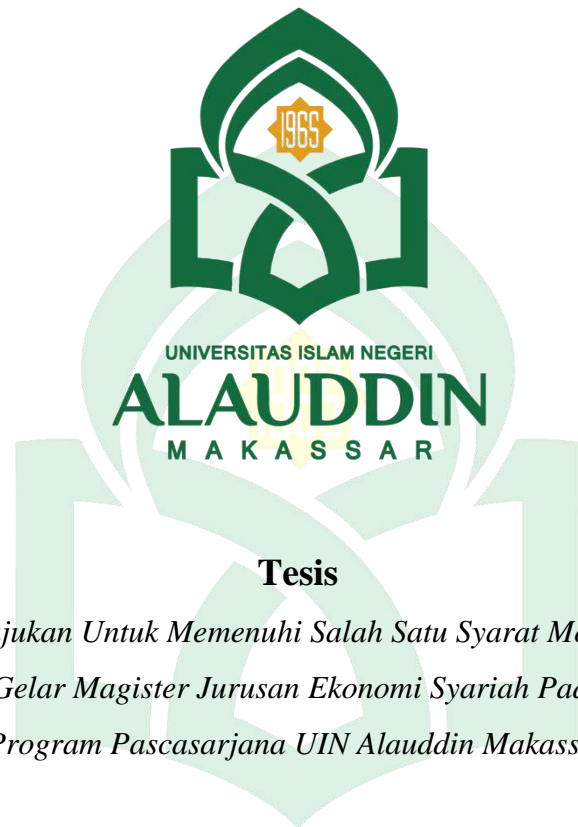 1965
UNIVERSITAS ISLAM NEGERI
ALAUDDIN
MAKASSAR
Tesis
Untuk Memenuhi Salah Satu Syarat
Gelar Magister Jurusan Ekonomi Syariah
Program Pascasarjana UIN Alauddin